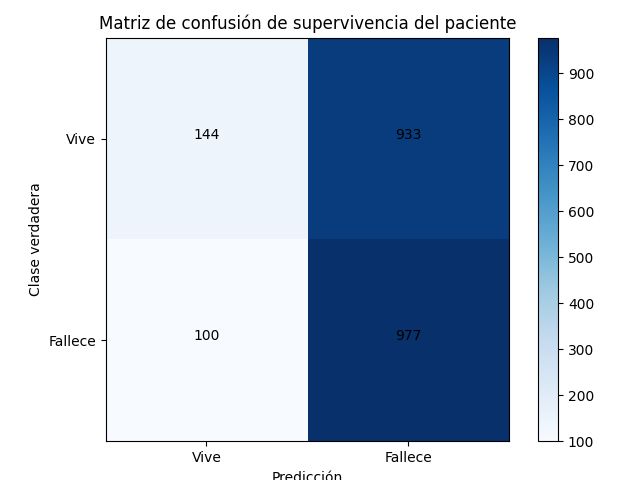 Matriz de confusión de supervivencia del paciente
Vive
144
933
Clase verdadera
Fallece
100
977
Vive
Fallece
Predicción
900
800
700
600
500
400
300
200
100